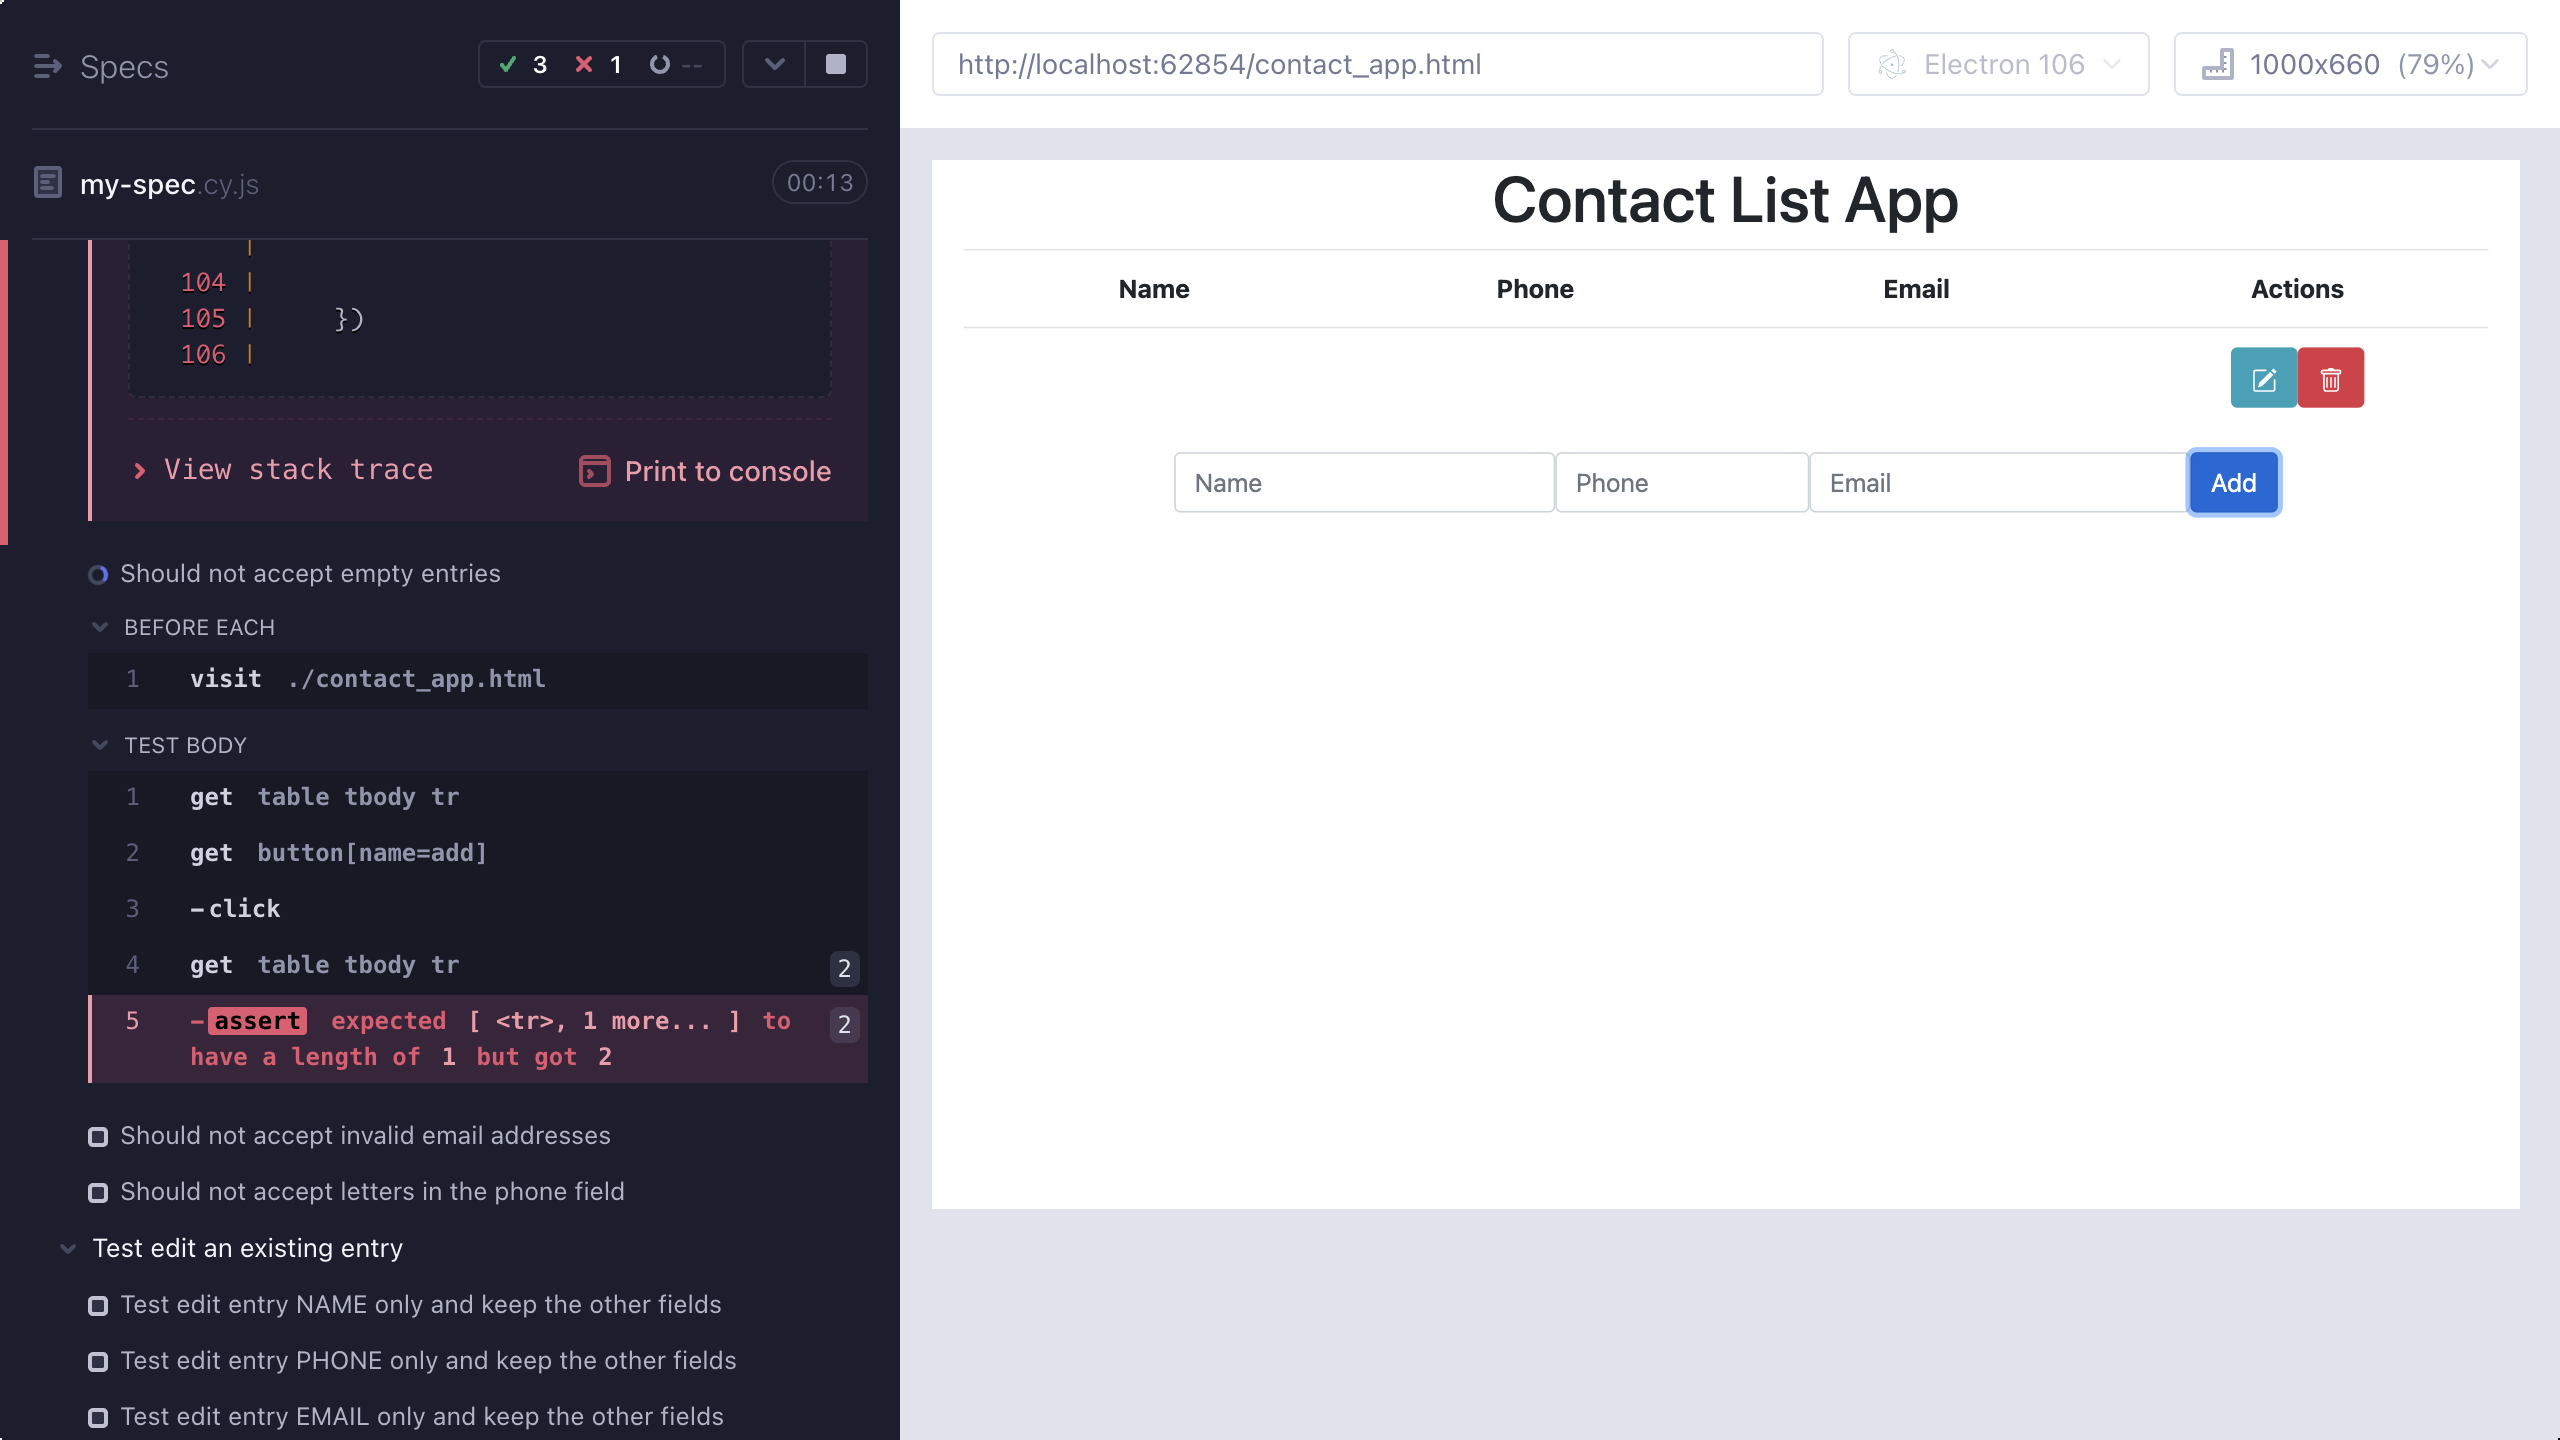 Specs
3 1 --
my-spec.cy.js
00:13
104 |
105 | })
106 |
View stack trace
Print to console
Should not accept empty entries
BEFORE EACH
1 visit ./contact_app.html
TEST BODY
1 get table tbody tr
2 get button[name=add]
3 -click
4 get table tbody tr 2
5 -assert expected [ <tr>, 1 more... ] to 2
have a length of 1 but got 2
Should not accept invalid email addresses
Should not accept letters in the phone field
Test edit an existing entry
Test edit entry NAME only and keep the other fields
Test edit entry PHONE only and keep the other fields
Test edit entry EMAIL only and keep the other fields
http://localhost:62854/contact_app.html
Electron 106
1000x660 (79%)
Contact List App
Name Phone Email Actions
Name Phone Email Add